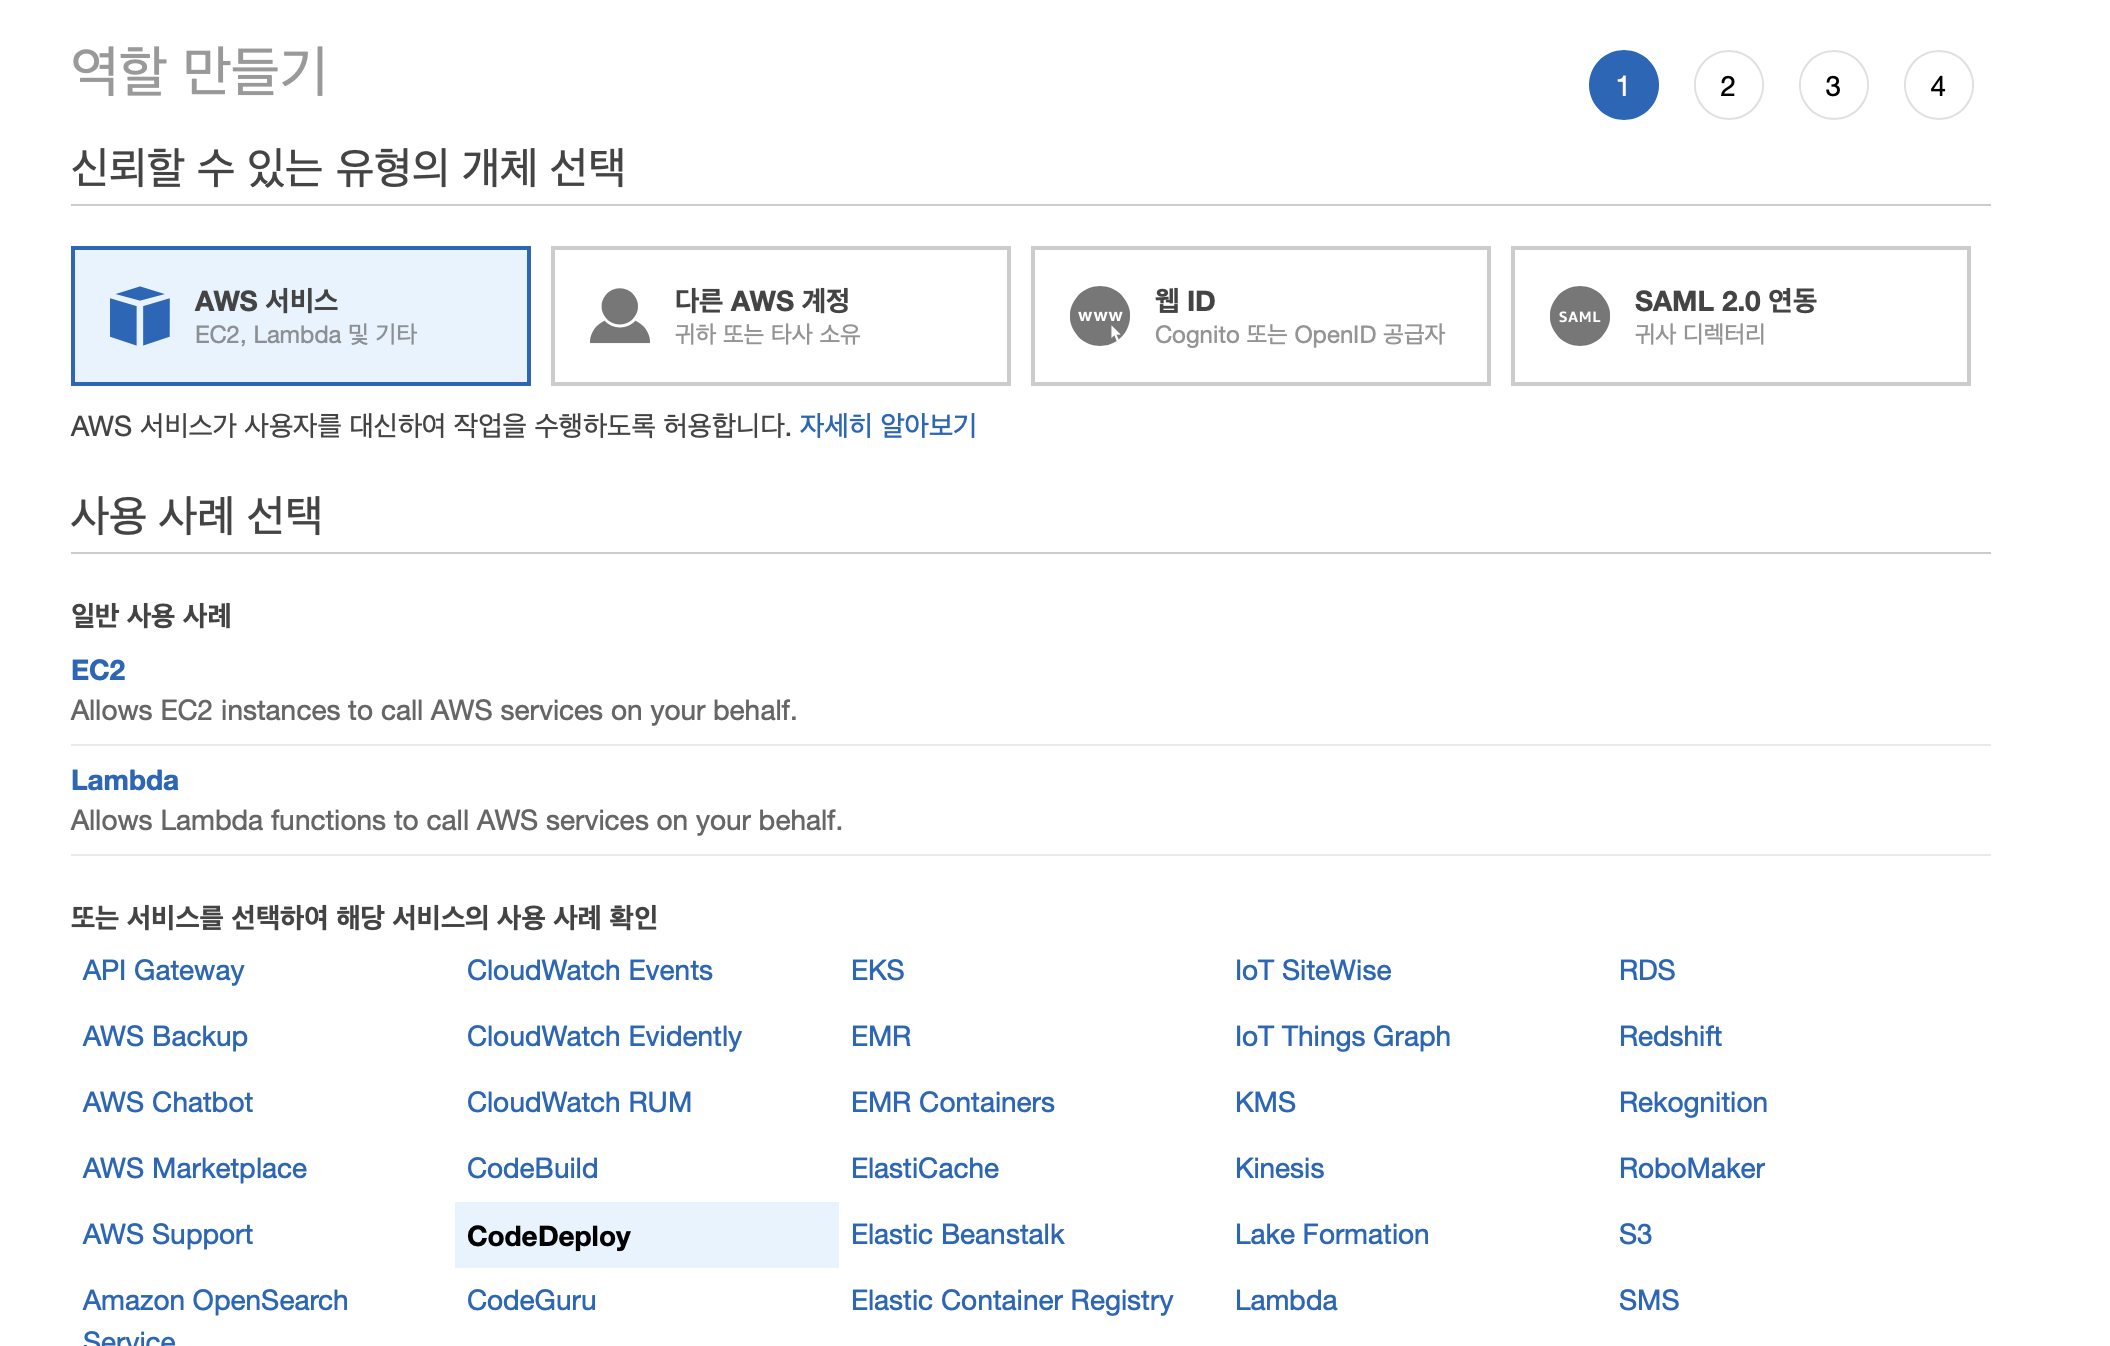 역할 만들기
1 2 3 4
신뢰할 수 있는 유형의 개체 선택
AWS 서비스
EC2, Lambda 및 기타
다른 AWS 계정
귀하 또는 타사 소유
www
웹 ID
Cognito 또는 OpenID 공급자
SAML
SAML 2.0 연동
귀사 디렉터리
AWS 서비스가 사용자를 대신하여 작업을 수행하도록 허용합니다. 자세히 알아보기
사용 사례 선택
일반 사용 사례
EC2
Allows EC2 instances to call AWS services on your behalf.
Lambda
Allows Lambda functions to call AWS services on your behalf.
또는 서비스를 선택하여 해당 서비스의 사용 사례 확인
API Gateway
AWS Backup
AWS Chatbot
AWS Marketplace
AWS Support
Amazon OpenSearch
Service
CloudWatch Events
CloudWatch Evidently
CloudWatch RUM
CodeBuild
CodeDeploy
CodeGuru
EKS
EMR
EMR Containers
ElastiCache
Elastic Beanstalk
Elastic Container Registry
IoT SiteWise
IoT Things Graph
KMS
Kinesis
Lake Formation
Lambda
RDS
Redshift
Rekognition
RoboMaker
S3
SMS